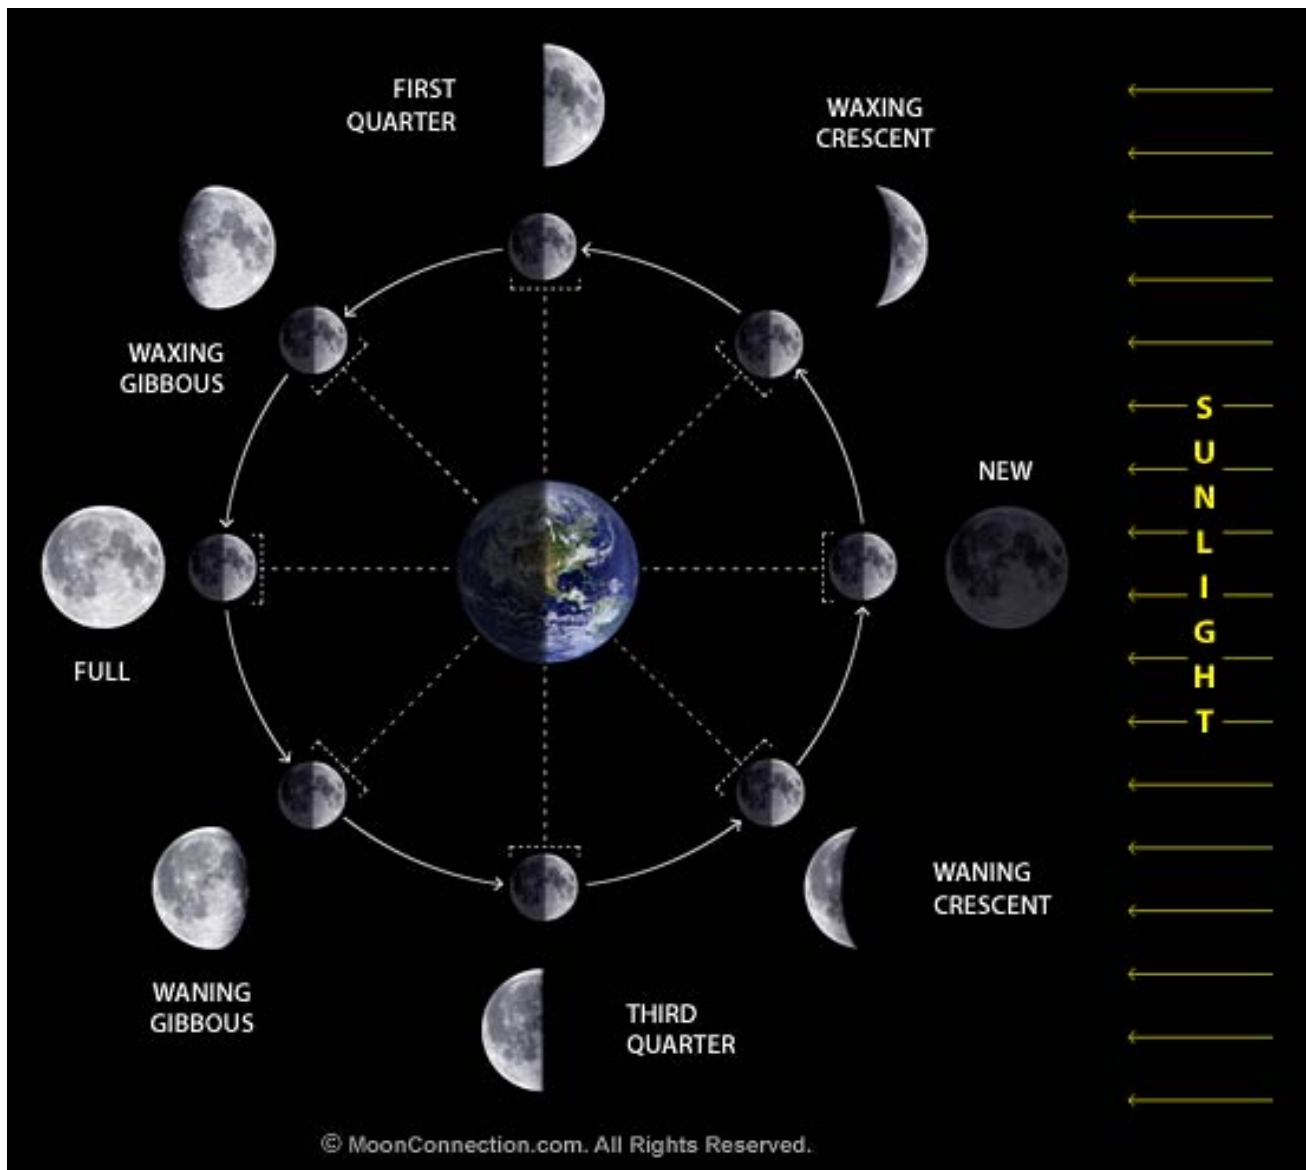 FIRST
QUARTER
WAXING
CRESCENT
WAXING
GIBBOUS
NEW
SUNLIGHT
FULL
WANING
CRESCENT
WANING
GIBBOUS
THIRD
QUARTER
© MoonConnection.com. All Rights Reserved.